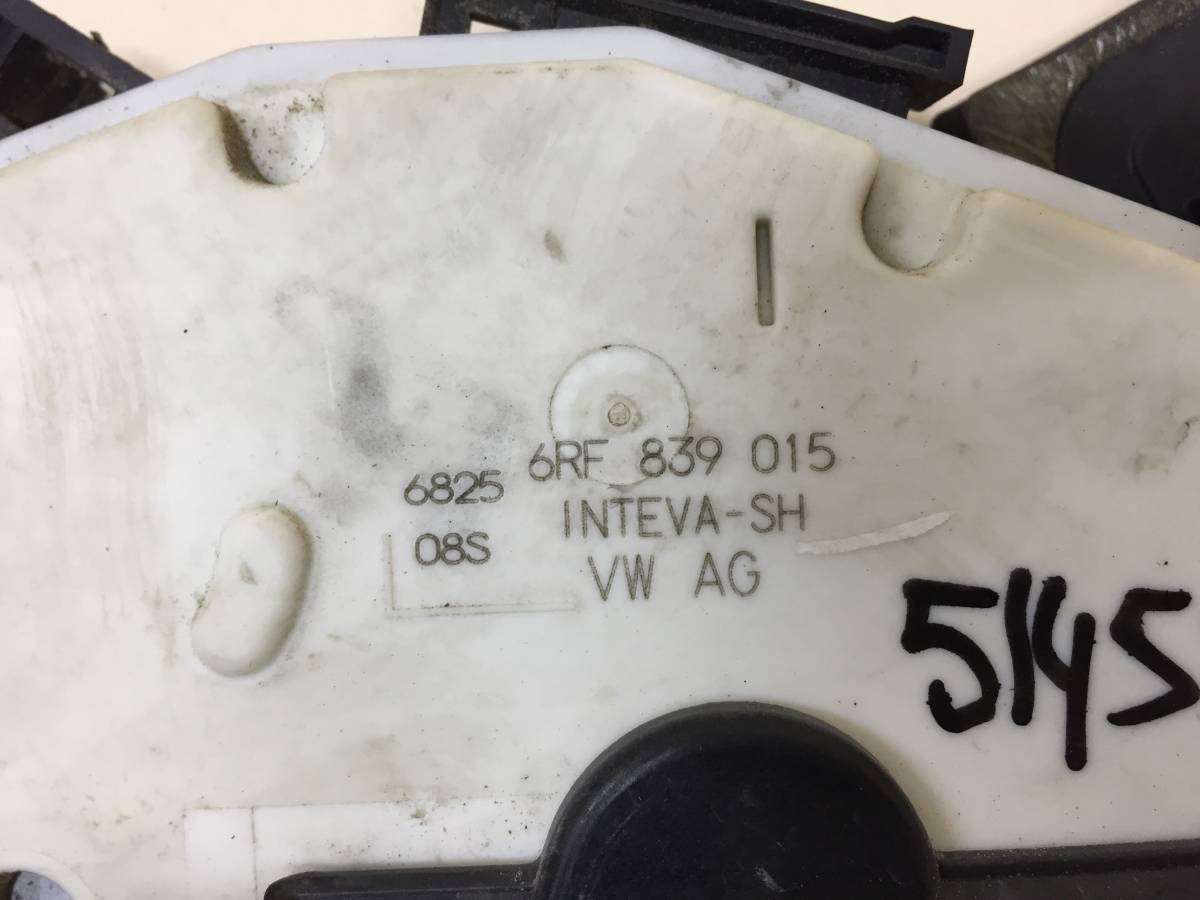 6RF 839 015
6825
INTEVA-SH
08S
VW AG
5145